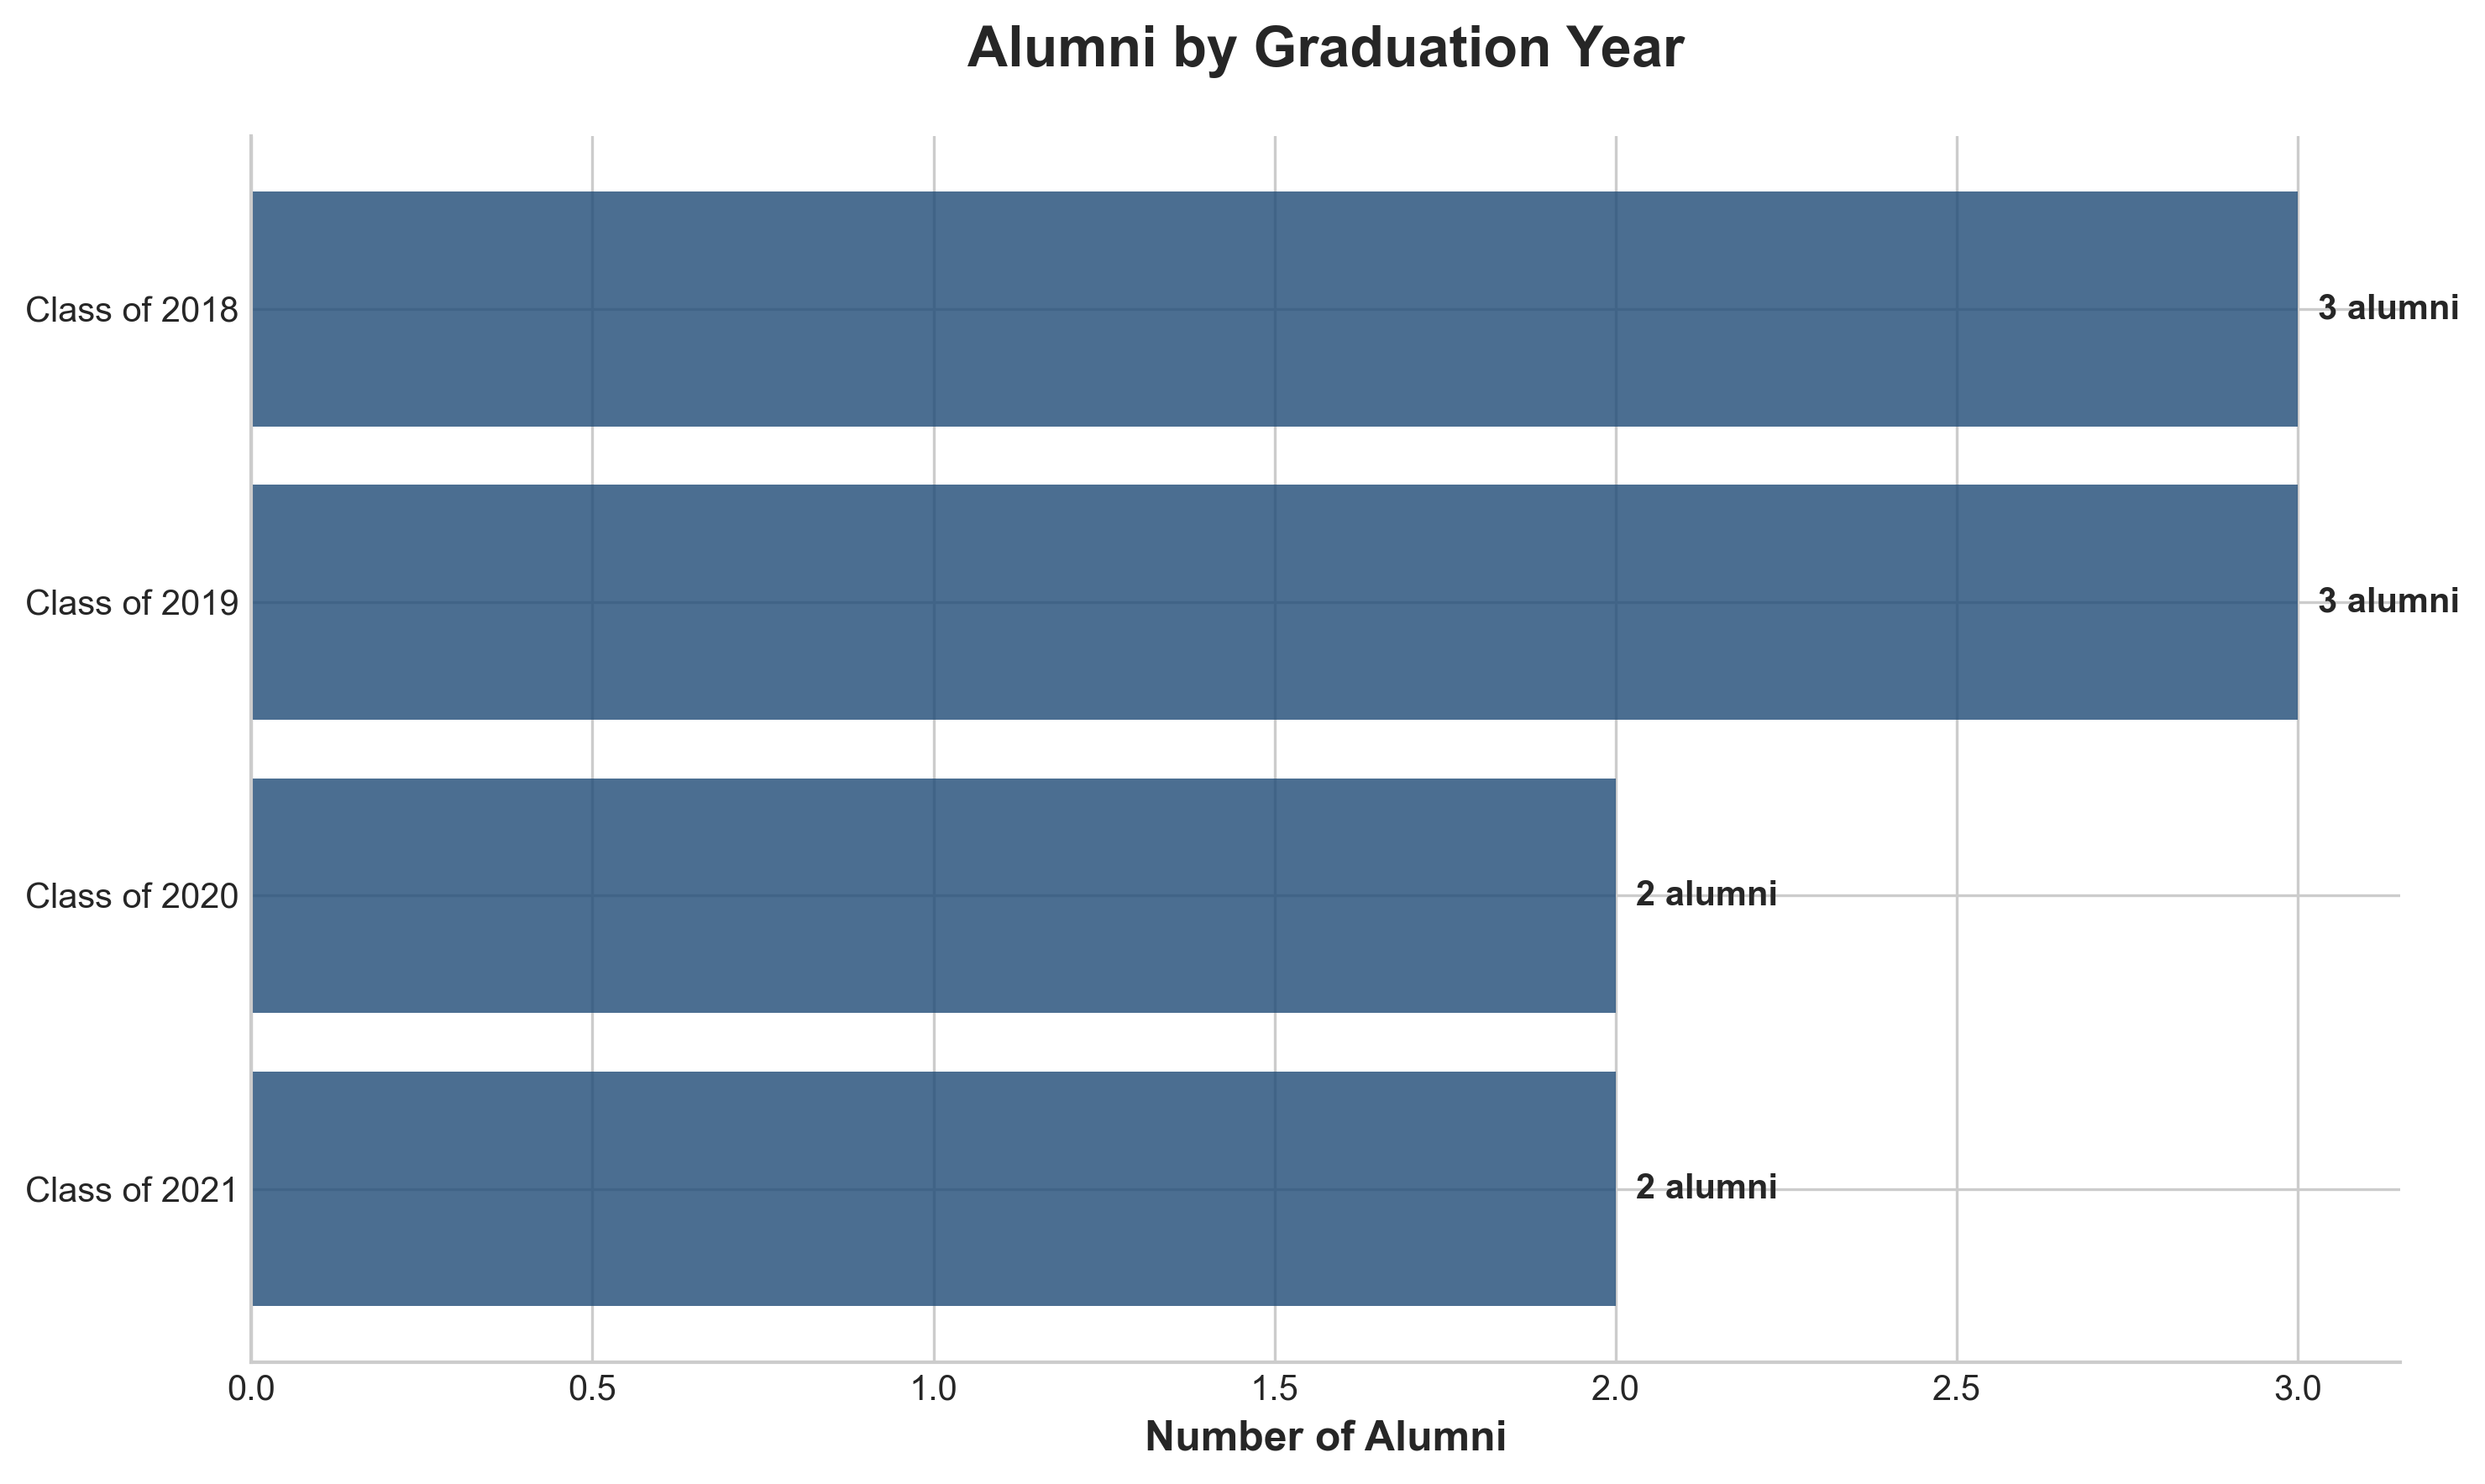 Alumni by Graduation Year
Class of 2018
3 alumni
Class of 2019
3 alumni
Class of 2020
2 alumni
Class of 2021
2 alumni
0.0 0.5 1.0 1.5 2.0 2.5 3.0
Number of Alumni